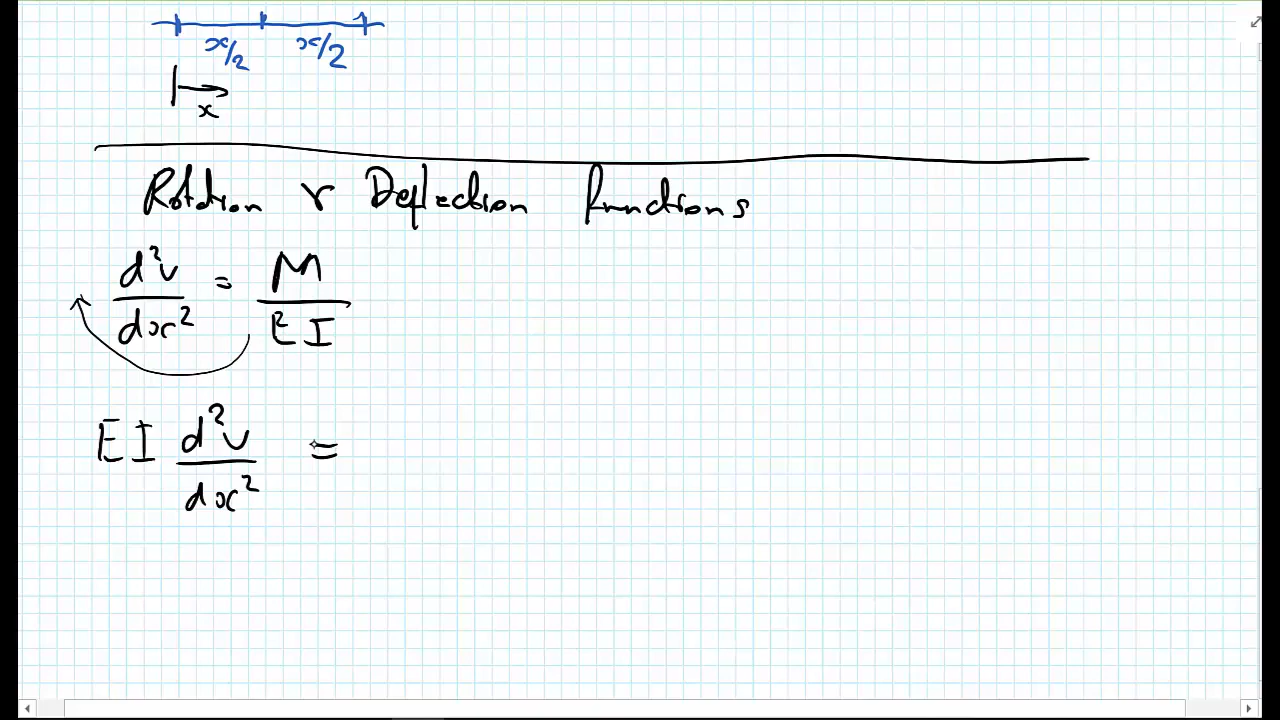 x/2 x/2
x
Rotation & Deflection functions
d²v/dx² = M/EI
EI d²v/dx² =